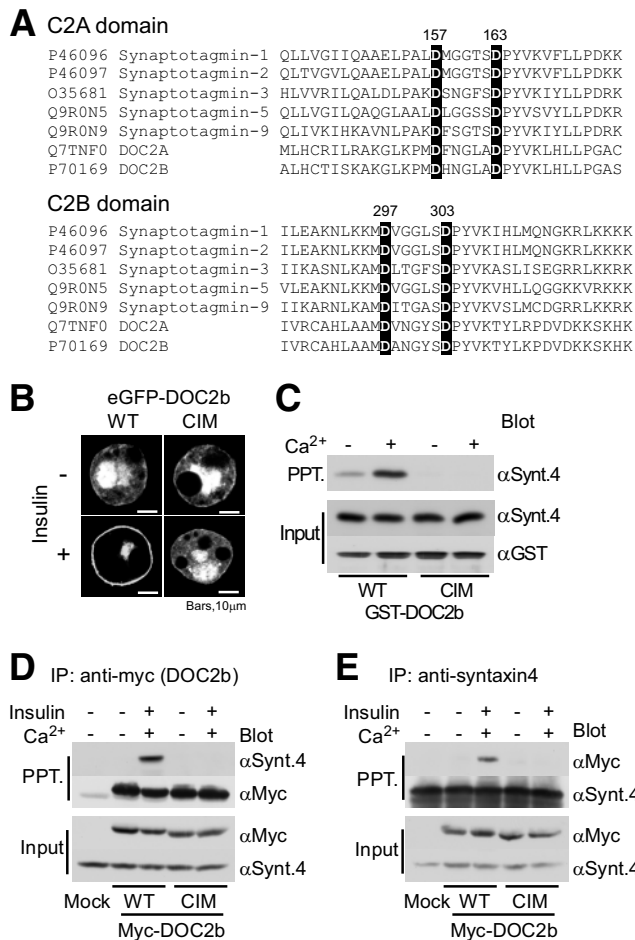 A
C2A domain
157 163
P46096 Synaptotagmin-1 QLLVGIIQAAELPALDMGGTSDPYVKVFLLPDKK
P46097 Synaptotagmin-2 QLTVGVLQAAELPALDMGGTSDPYVKVFLLPDKK
O35681 Synaptotagmin-3 HLVVRILQALDLPAKDSNGFSDPYVKIYLLPDRK
Q9R0N5 Synaptotagmin-5 QLVVGILQAQGLAALDLGGSSDPYVSVYLLPDKR
Q9R0N9 Synaptotagmin-9 QLIVKIHKAVNLPAKDFSGTSDPYVKIYLLPDRK
Q7TNF0 DOC2A MLHCRILRAKGLKPMDFNGLADPYVKLHLLPGAC
P70169 DOC2B ALHCTISKAKGLKPMDHNGLADPYVKLHLLPGAS
C2B domain
297 303
P46096 Synaptotagmin-1 ILEAKNLKKMDVGGLSDPYVKIHLMQNGKRLKKKK
P46097 Synaptotagmin-2 ILEAKNLKKMDVGGLSDPYVKIHLMQNGKRLKKKK
O35681 Synaptotagmin-3 IIKASNLKAMDLTGFSDPYVKASLISEGRRLKKRK
Q9R0N5 Synaptotagmin-5 VLEAKNLKKMDVGGLSDPYVKVHLLQGGKKVRKKK
Q9R0N9 Synaptotagmin-9 IIKARNLKAMDITGASDPYVKVSLMCDGRRLKKRK
Q7TNF0 DOC2A IVRCAHLAAMDVNGYSDPYVKTYLRPDVDKKSKHK
P70169 DOC2B IVRCAHLAAMDANGYSDPYVKTYLKPDVDKKSKHK
B
eGFP-DOC2b
WT CIM
Insulin
-
+
Bars,10μm
C
Blot
Ca2+ - + - +
PPT. αSynt.4
Input αSynt.4
αGST
WT CIM
GST-DOC2b
D
IP: anti-myc (DOC2b)
Insulin - - + - +
Ca2+ - - + - + Blot
PPT. αSynt.4
αMyc
Input αMyc
αSynt.4
Mock WT CIM
Myc-DOC2b
E
IP: anti-syntaxin4
Insulin - - + - +
Ca2+ - - + - + Blot
PPT. αMyc
αSynt.4
Input αMyc
αSynt.4
Mock WT CIM
Myc-DOC2b